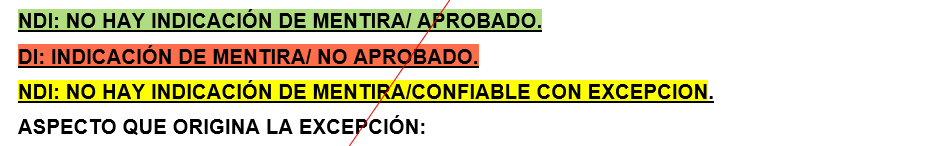 NDI: NO HAY INDICACIÓN DE MENTIRA/ APROBADO.
DI: INDICACIÓN DE MENTIRA/ NO APROBADO.
NDI: NO HAY INDICACIÓN DE MENTIRA/CONFIABLE CON EXCEPCION.
ASPECTO QUE ORIGINA LA EXCEPCIÓN: